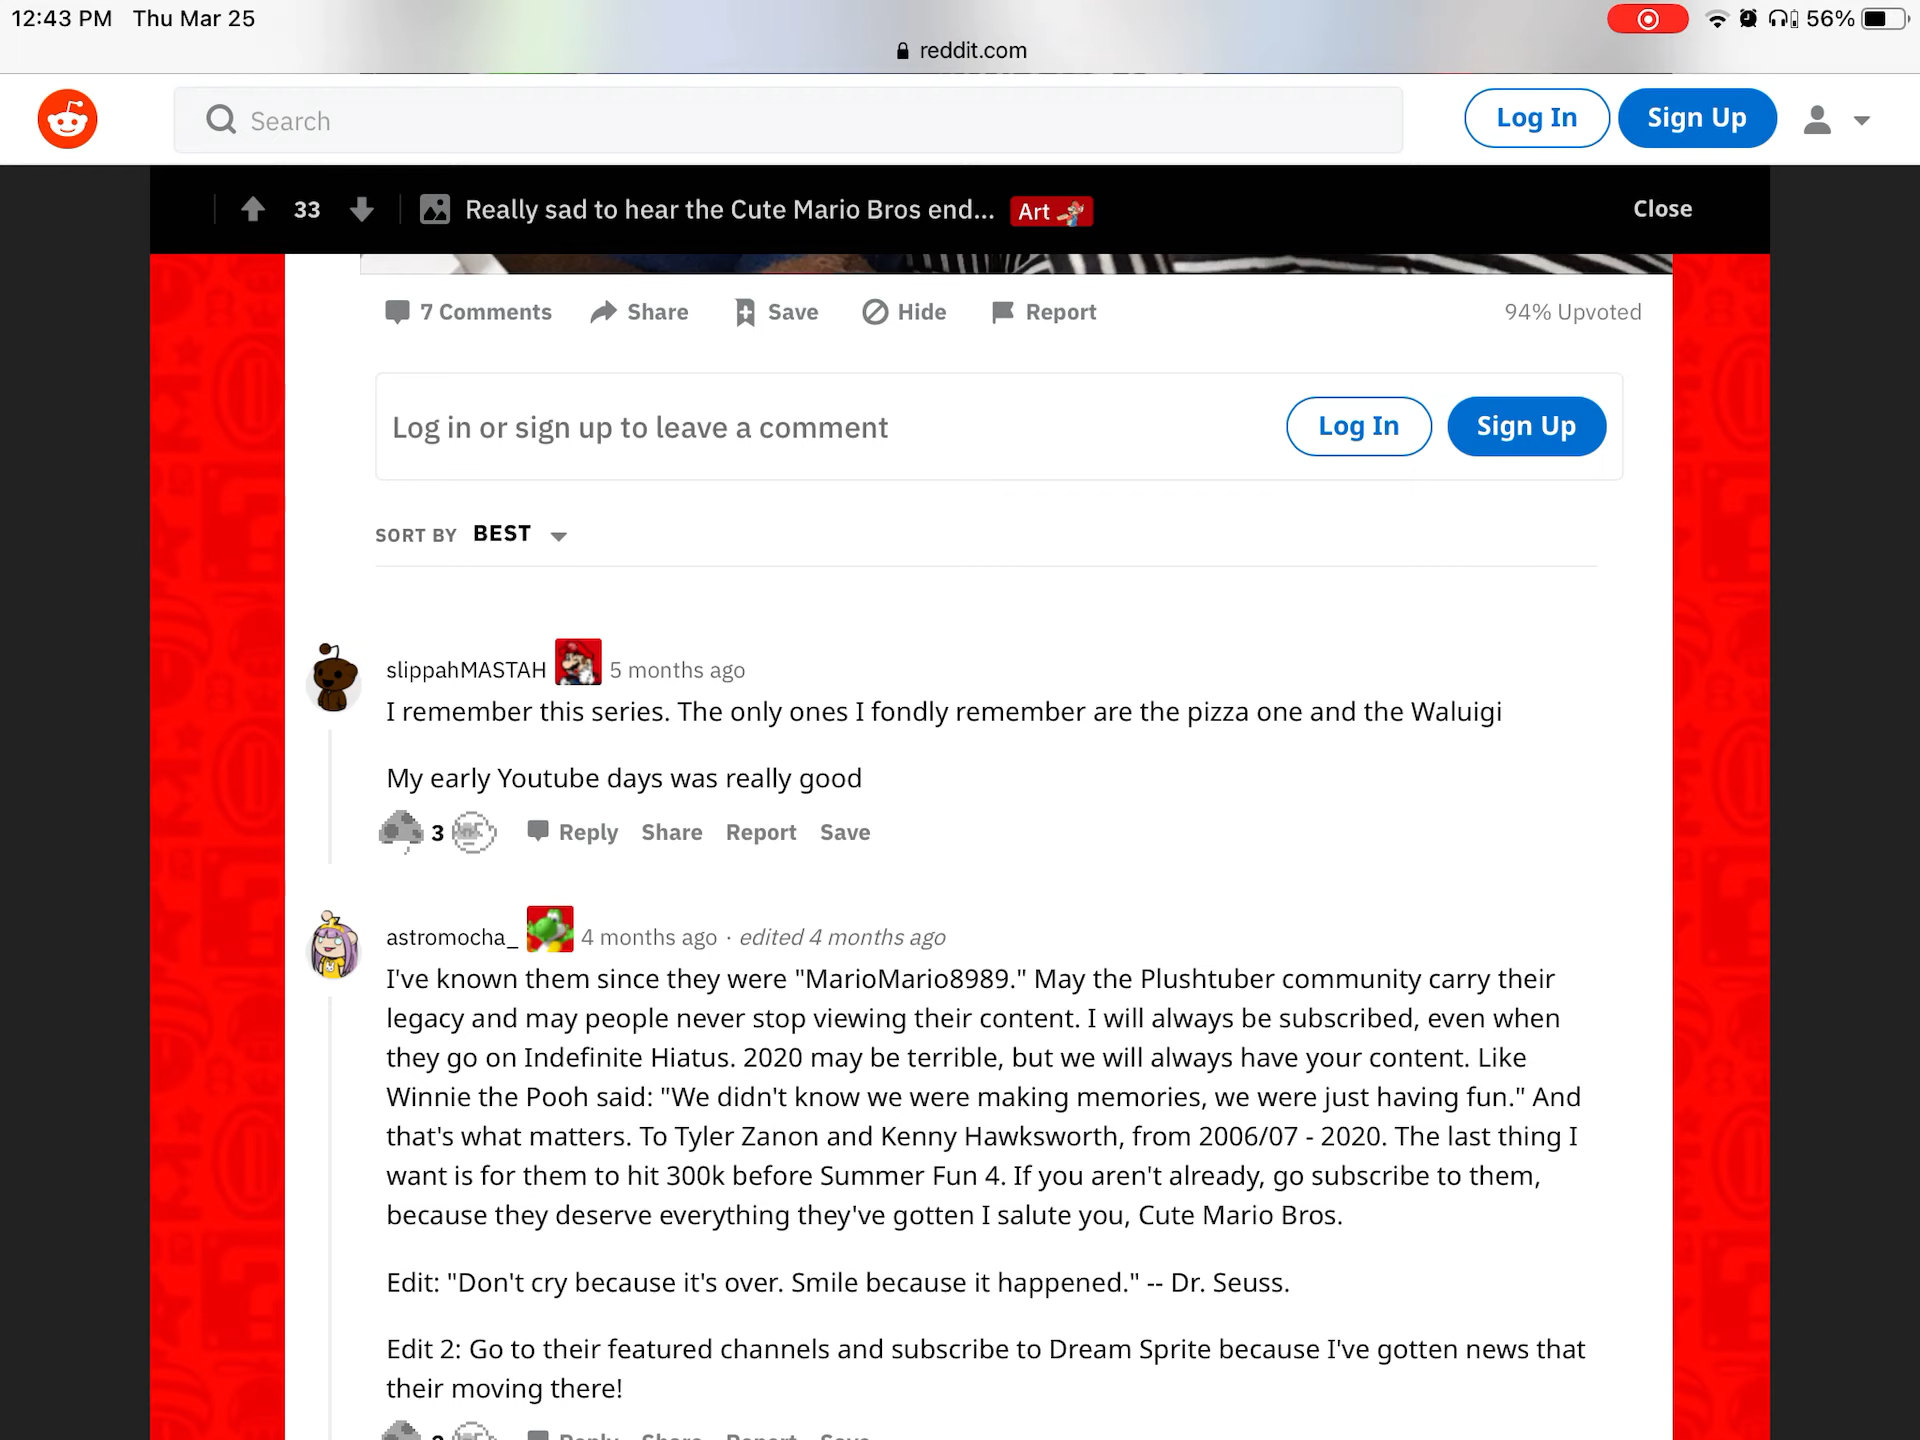 12:43 PM Thu Mar 25
56%
reddit.com
Search
Log In
Sign Up
33
Really sad to hear the Cute Mario Bros end...
Art
Close
7 Comments
Share
Save
Hide
Report
94% Upvoted
Log in or sign up to leave a comment
Log In
Sign Up
SORT BY BEST
slippahMASTAH 5 months ago
I remember this series. The only ones I fondly remember are the pizza one and the Waluigi
My early Youtube days was really good
3
Reply
Share
Report
Save
astromocha_ 4 months ago · edited 4 months ago
I've known them since they were "MarioMario8989." May the Plushtuber community carry their
legacy and may people never stop viewing their content. I will always be subscribed, even when
they go on Indefinite Hiatus. 2020 may be terrible, but we will always have your content. Like
Winnie the Pooh said: "We didn't know we were making memories, we were just having fun." And
that's what matters. To Tyler Zanon and Kenny Hawksworth, from 2006/07 - 2020. The last thing I
want is for them to hit 300k before Summer Fun 4. If you aren't already, go subscribe to them,
because they deserve everything they've gotten I salute you, Cute Mario Bros.
Edit: "Don't cry because it's over. Smile because it happened." -- Dr. Seuss.
Edit 2: Go to their featured channels and subscribe to Dream Sprite because I've gotten news that
their moving there!
Reply
Share
Report
Save